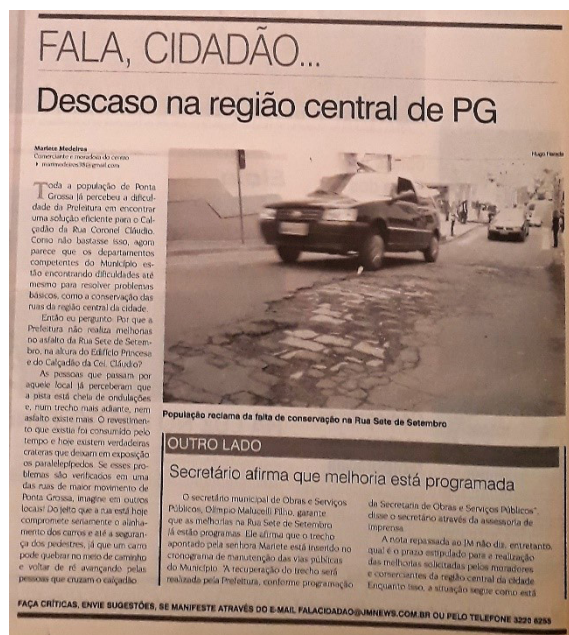 FALA, CIDADÃO...
Descaso na região central de PG
Marlete Medeiros
Comerciante e moradora do centro
Hugo Harada
Toda a população de Ponta
Grossa já percebeu a dificul-
dade da Prefeitura em encontrar
uma solução eficiente para o Cal-
çadão da Rua Coronel Cláudio.
Como não bastasse isso, agora
parece que os departamentos
competentes do Município es-
tão encontrando dificuldades até
mesmo para resolver problemas
básicos, como a conservação das
ruas da região central da cidade.
Então eu pergunto: Por que a
Prefeitura não realiza melhorias
no asfalto da Rua Sete de Setem-
bro, na altura do Edifício Princesa
e do Calçadão da Cel. Cláudio?
As pessoas que passam por
aquele local já perceberam que
a pista está cheia de ondulações
e, num trecho mais adiante, nem
asfalto existe mais. O revestimen-
to que existia foi consumido pelo
tempo e hoje existem verdadeiras
crateras que deixam em exposição
os paralelepípedos. Se esses pro-
blemas são verificados em uma
das ruas de maior movimento de
Ponta Grossa, imagine em outros
locais! Do jeito que a rua está hoje
compromete seriamente o alinha-
mento dos carros e até a seguran-
ça dos pedestres, já que um carro
pode quebrar no meio de caminho
e voltar de ré avançando pelas
pessoas que cruzam o calçadão
População reclama da falta de conservação na Rua Sete de Setembro
OUTRO LADO
Secretário afirma que melhoria está programada
O secretário municipal de Obras e Serviços
Públicos, Olímpio Malucelli Filho, garante
que as melhorias na Rua Sete de Setembro
já estão programas. Ele afirma que o trecho
apontado pela senhora Marlete está inserido no
cronograma de manutenção das vias públicas
do Município. "A recuperação do trecho será
realizada pela Prefeitura, conforme programação
da Secretaria de Obras e Serviços Públicos",
disse o secretário através da assessoria de
imprensa.
A nota repassada ao JM não diz, entretanto,
qual é o prazo estipulado para a realização
das melhorias solicitadas pelos moradores
e comerciantes da região central da cidade.
Enquanto isso, a situação segue como está
FAÇA CRÍTICAS, ENVIE SUGESTÕES, SE MANIFESTE ATRAVÉS DO E-MAIL FALACIDADAO@JMNEWS.COM.BR OU PELO TELEFONE 3220 6255